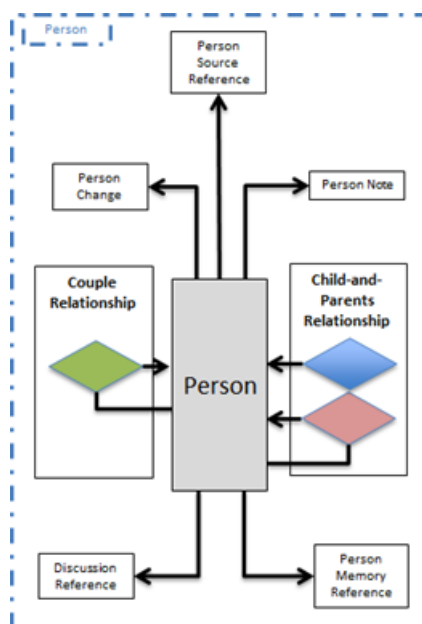 Person
Person
Source
Reference
Person
Change
Person Note
Couple
Relationship
Child-and-
Parents
Relationship
Person
Discussion
Reference
Person
Memory
Reference